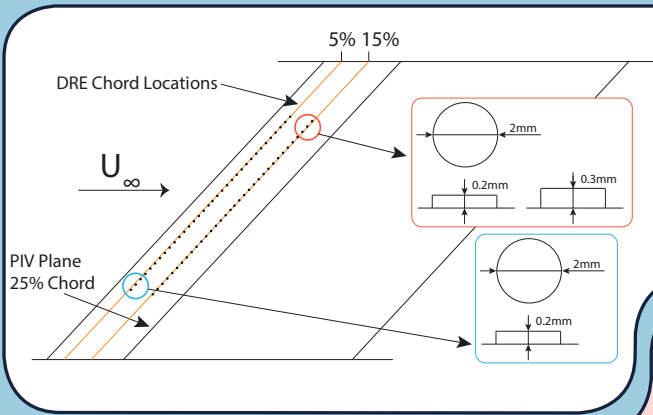 5% 15%
DRE Chord Locations
2mm
0.2mm
0.3mm
U∞
PIV Plane
25% Chord
2mm
0.2mm